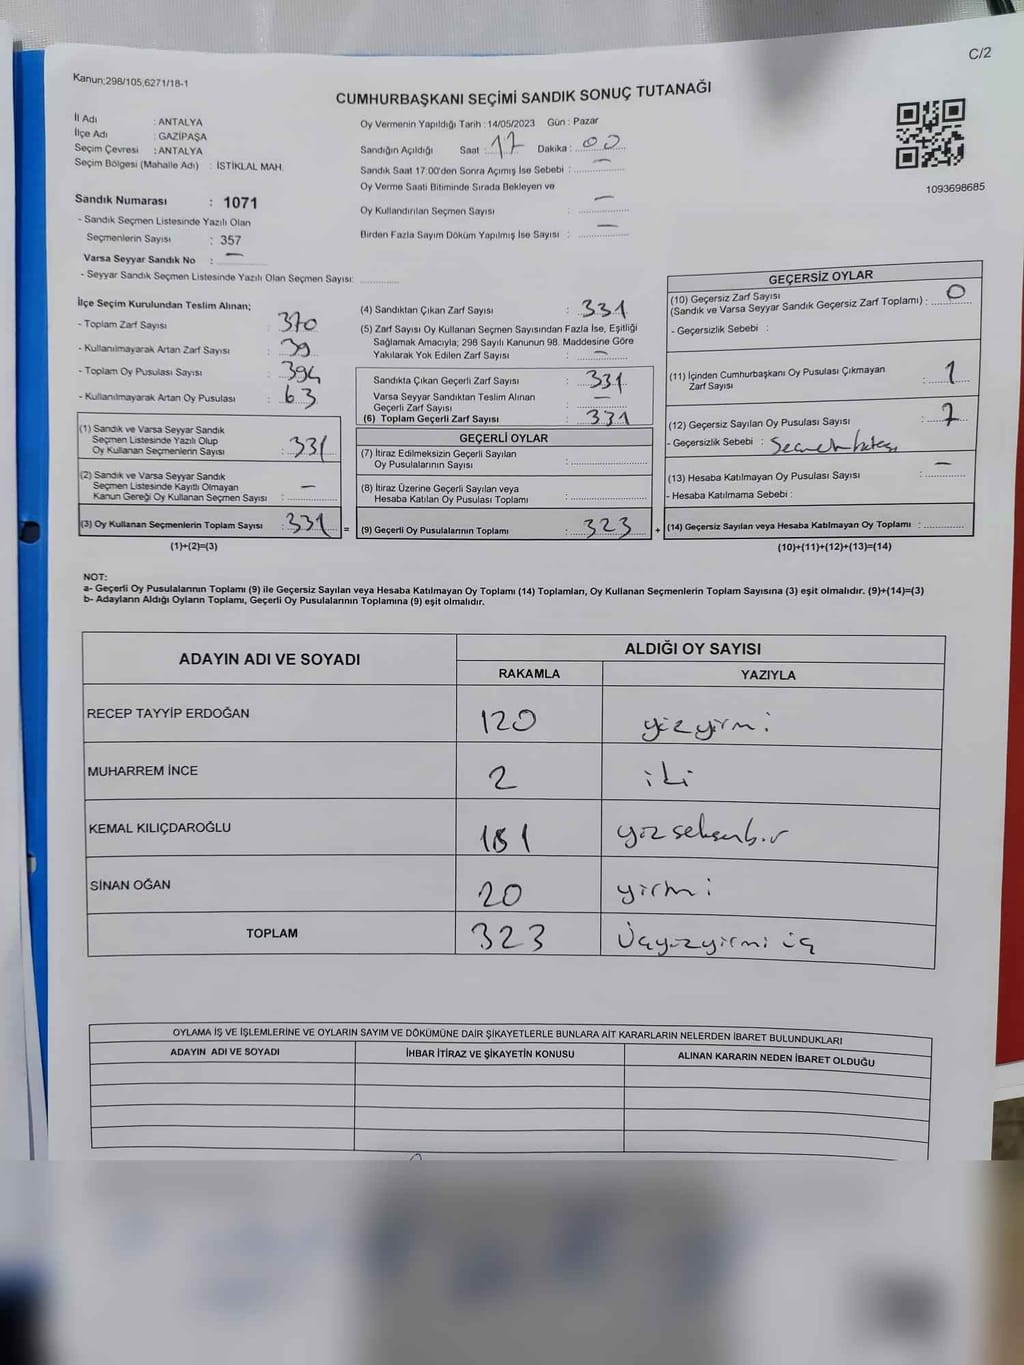 C/2
Kanun;298/105,6271/18-1
CUMHURBAŞKANI SEÇİMİ SANDIK SONUÇ TUTANAĞI
İl Adı : ANTALYA
İlçe Adı : GAZİPAŞA
Seçim Çevresi : ANTALYA
Seçim Bölgesi (Mahalle Adı) : İSTİKLAL MAH.
Sandık Numarası : 1071
- Sandık Seçmen Listesinde Yazılı Olan
Seçmenlerin Sayısı : 357
Varsa Seyyar Sandık No : —
- Seyyar Sandık Seçmen Listesinde Yazılı Olan Seçmen Sayısı: ............
Oy Vermenin Yapıldığı Tarih :14/05/2023 Gün : Pazar
Sandığın Açıldığı Saat : 17 Dakika : 00
Sandık Saat 17:00'den Sonra Açımış İse Sebebi : —
Oy Verme Saati Bitiminde Sırada Bekleyen ve
Oy Kullandırılan Seçmen Sayısı : —
Birden Fazla Sayım Döküm Yapılmış İse Sayısı : —
1093698685
İlçe Seçim Kurulundan Teslim Alınan;
- Toplam Zarf Sayısı : 370
- Kullanılmayarak Artan Zarf Sayısı : 39
- Toplam Oy Pusulası Sayısı : 394
- Kullanılmayarak Artan Oy Pusulası : 63
(1) Sandık ve Varsa Seyyar Sandık
Seçmen Listesinde Yazılı Olup
Oy Kullanan Seçmenlerin Sayısı : 331
(2) Sandık ve Varsa Seyyar Sandık
Seçmen Listesinde Kayıtlı Olmayan
Kanun Gereği Oy Kullanan Seçmen Sayısı : —
(3) Oy Kullanan Seçmenlerin Toplam Sayısı : 331 =
(1)+(2)=(3)
(4) Sandıktan Çıkan Zarf Sayısı : 331
(5) Zarf Sayısı Oy Kullanan Seçmen Sayısından Fazla İse, Eşitliği
Sağlamak Amacıyla; 298 Sayılı Kanunun 98. Maddesine Göre
Yakılarak Yok Edilen Zarf Sayısı : —
Sandıkta Çıkan Geçerli Zarf Sayısı : 331
Varsa Seyyar Sandıktan Teslim Alınan
Geçerli Zarf Sayısı : —
(6) Toplam Geçerli Zarf Sayısı : 331
GEÇERLİ OYLAR
(7) İtiraz Edilmeksizin Geçerli Sayılan
Oy Pusulalarının Sayısı :
(8) İtiraz Üzerine Geçerli Sayılan veya
Hesaba Katılan Oy Pusulası Toplamı :
(9) Geçerli Oy Pusulalarının Toplamı : 323 +
GEÇERSİZ OYLAR
(10) Geçersiz Zarf Sayısı
(Sandık ve Varsa Seyyar Sandık Geçersiz Zarf Toplamı) : 0
- Geçersizlik Sebebi :
(11) İçinden Cumhurbaşkanı Oy Pusulası Çıkmayan
Zarf Sayısı : 1
(12) Geçersiz Sayılan Oy Pusulası Sayısı : 7
- Geçersizlik Sebebi :
(13) Hesaba Katılmayan Oy Pusulası Sayısı : —
- Hesaba Katılmama Sebebi :
(14) Geçersiz Sayılan veya Hesaba Katılmayan Oy Toplamı : ............
(10)+(11)+(12)+(13)=(14)
NOT:
a- Geçerli Oy Pusulalarının Toplamı (9) ile Geçersiz Sayılan veya Hesaba Katılmayan Oy Toplamı (14) Toplamları, Oy Kullanan Seçmenlerin Toplam Sayısına (3) eşit olmalıdır. (9)+(14)=(3)
b- Adayların Aldığı Oyların Toplamı, Geçerli Oy Pusulalarının Toplamına (9) eşit olmalıdır.
ADAYIN ADI VE SOYADI ALDIĞI OY SAYISI
RAKAMLA YAZIYLA
RECEP TAYYİP ERDOĞAN 120 yüzyirmi
MUHARREM İNCE 2 iki
KEMAL KILIÇDAROĞLU 181 yüzseksenbir
SİNAN OĞAN 20 yirmi
TOPLAM 323 Üçyüzyirmi üç
OYLAMA İŞ VE İŞLEMLERİNE VE OYLARIN SAYIM VE DÖKÜMÜNE DAİR ŞİKAYETLERLE BUNLARA AİT KARARLARIN NELERDEN İBARET BULUNDUKLARI
ADAYIN ADI VE SOYADI İHBAR İTİRAZ VE ŞİKAYETİN KONUSU ALINAN KARARIN NEDEN İBARET OLDUĞU